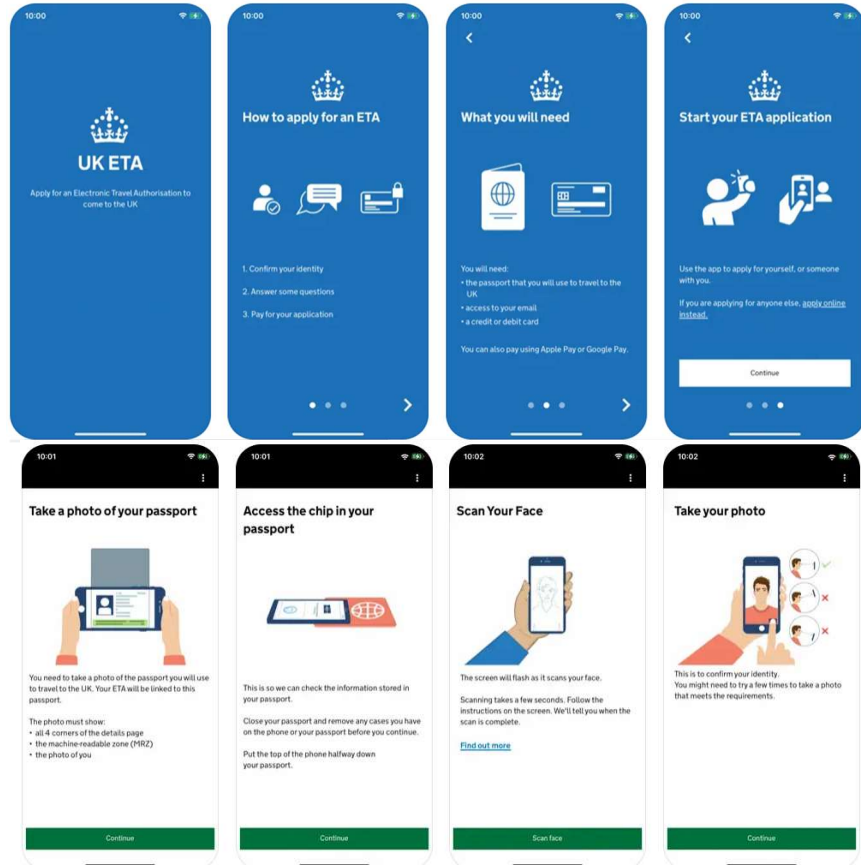 10:00
UK ETA
Apply for an Electronic Travel Authorisation to
come to the UK
10:00
How to apply for an ETA
1. Confirm your identity
2. Answer some questions
3. Pay for your application
10:00
What you will need
You will need:
• the passport that you will use to travel to the
UK
• access to your email
• a credit or debit card
You can also pay using Apple Pay or Google Pay.
10:00
Start your ETA application
Use the app to apply for yourself, or someone
with you.
If you are applying for anyone else, apply online
instead.
Continue
10:01
Take a photo of your passport
You need to take a photo of the passport you will use
to travel to the UK. Your ETA will be linked to this
passport.
The photo must show:
• all 4 corners of the details page
• the machine-readable zone (MRZ)
• the photo of you
Continue
10:01
Access the chip in your
passport
This is so we can check the information stored in
your passport.
Close your passport and remove any cases you have
on the phone or your passport before you continue.
Put the top of the phone halfway down
your passport.
Continue
10:02
Scan Your Face
The screen will flash as it scans your face.
Scanning takes a few seconds. Follow the
instructions on the screen. We'll tell you when the
scan is complete.
Find out more
Scan face
10:02
Take your photo
This is to confirm your identity.
You might need to try a few times to take a photo
that meets the requirements.
Continue